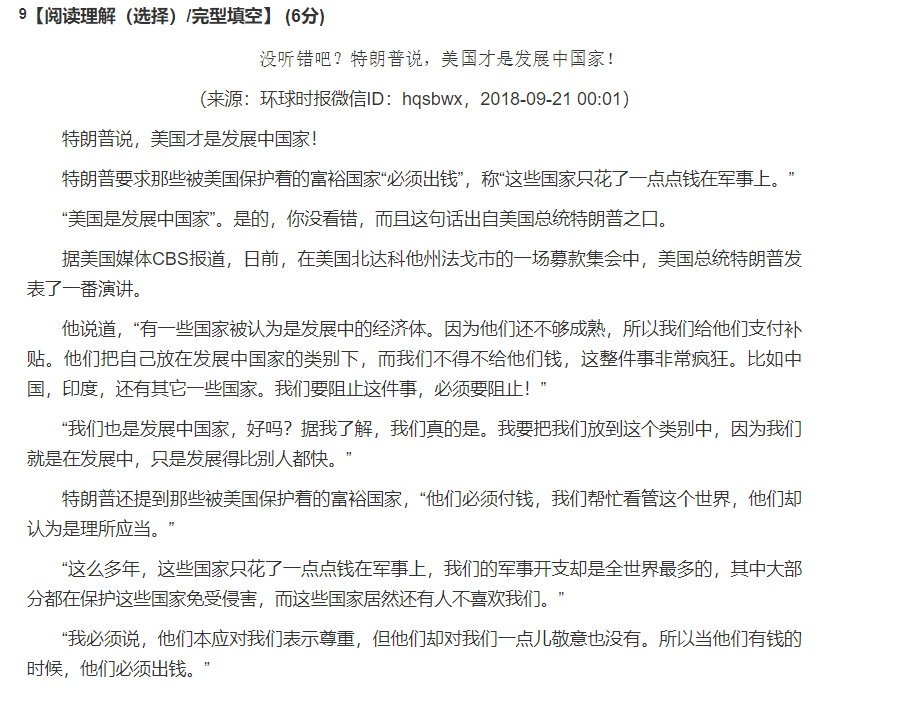 9【阅读理解（选择）/完型填空】 (6分)
没听错吧？特朗普说，美国才是发展中国家！
（来源：环球时报微信ID：hqsbwx，2018-09-21 00:01）
特朗普说，美国才是发展中国家！
特朗普要求那些被美国保护着的富裕国家“必须出钱”，称“这些国家只花了一点点钱在军事上。”
“美国是发展中国家”。是的，你没看错，而且这句话出自美国总统特朗普之口。
据美国媒体CBS报道，日前，在美国北达科他州法戈市的一场募款集会中，美国总统特朗普发
表了一番演讲。
他说道，“有一些国家被认为是发展中的经济体。因为他们还不够成熟，所以我们给他们支付补
贴。他们把自己放在发展中国家的类别下，而我们不得不给他们钱，这整件事非常疯狂。比如中
国，印度，还有其它一些国家。我们要阻止这件事，必须要阻止！”
“我们也是发展中国家，好吗？据我了解，我们真的是。我要把我们放到这个类别中，因为我们
就是在发展中，只是发展得比别人都快。”
特朗普还提到那些被美国保护着的富裕国家，“他们必须付钱，我们帮忙看管这个世界，他们却
认为是理所应当。”
“这么多年，这些国家只花了一点点钱在军事上，我们的军事开支却是全世界最多的，其中大部
分都在保护这些国家免受侵害，而这些国家居然还有人不喜欢我们。”
“我必须说，他们本应对我们表示尊重，但他们却对我们一点儿敬意也没有。所以当他们有钱的
时候，他们必须出钱。”